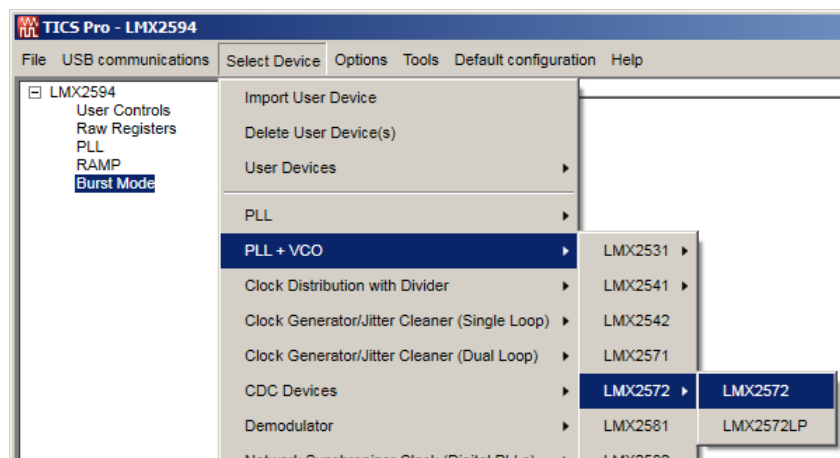 TICS Pro - LMX2594
File USB communications Select Device Options Tools Default configuration Help
LMX2594
User Controls
Raw Registers
PLL
RAMP
Burst Mode
Import User Device
Delete User Device(s)
User Devices
PLL
PLL + VCO
Clock Distribution with Divider
Clock Generator/Jitter Cleaner (Single Loop)
Clock Generator/Jitter Cleaner (Dual Loop)
CDC Devices
Demodulator
LMX2531
LMX2541
LMX2542
LMX2571
LMX2572
LMX2581
LMX2572
LMX2572LP